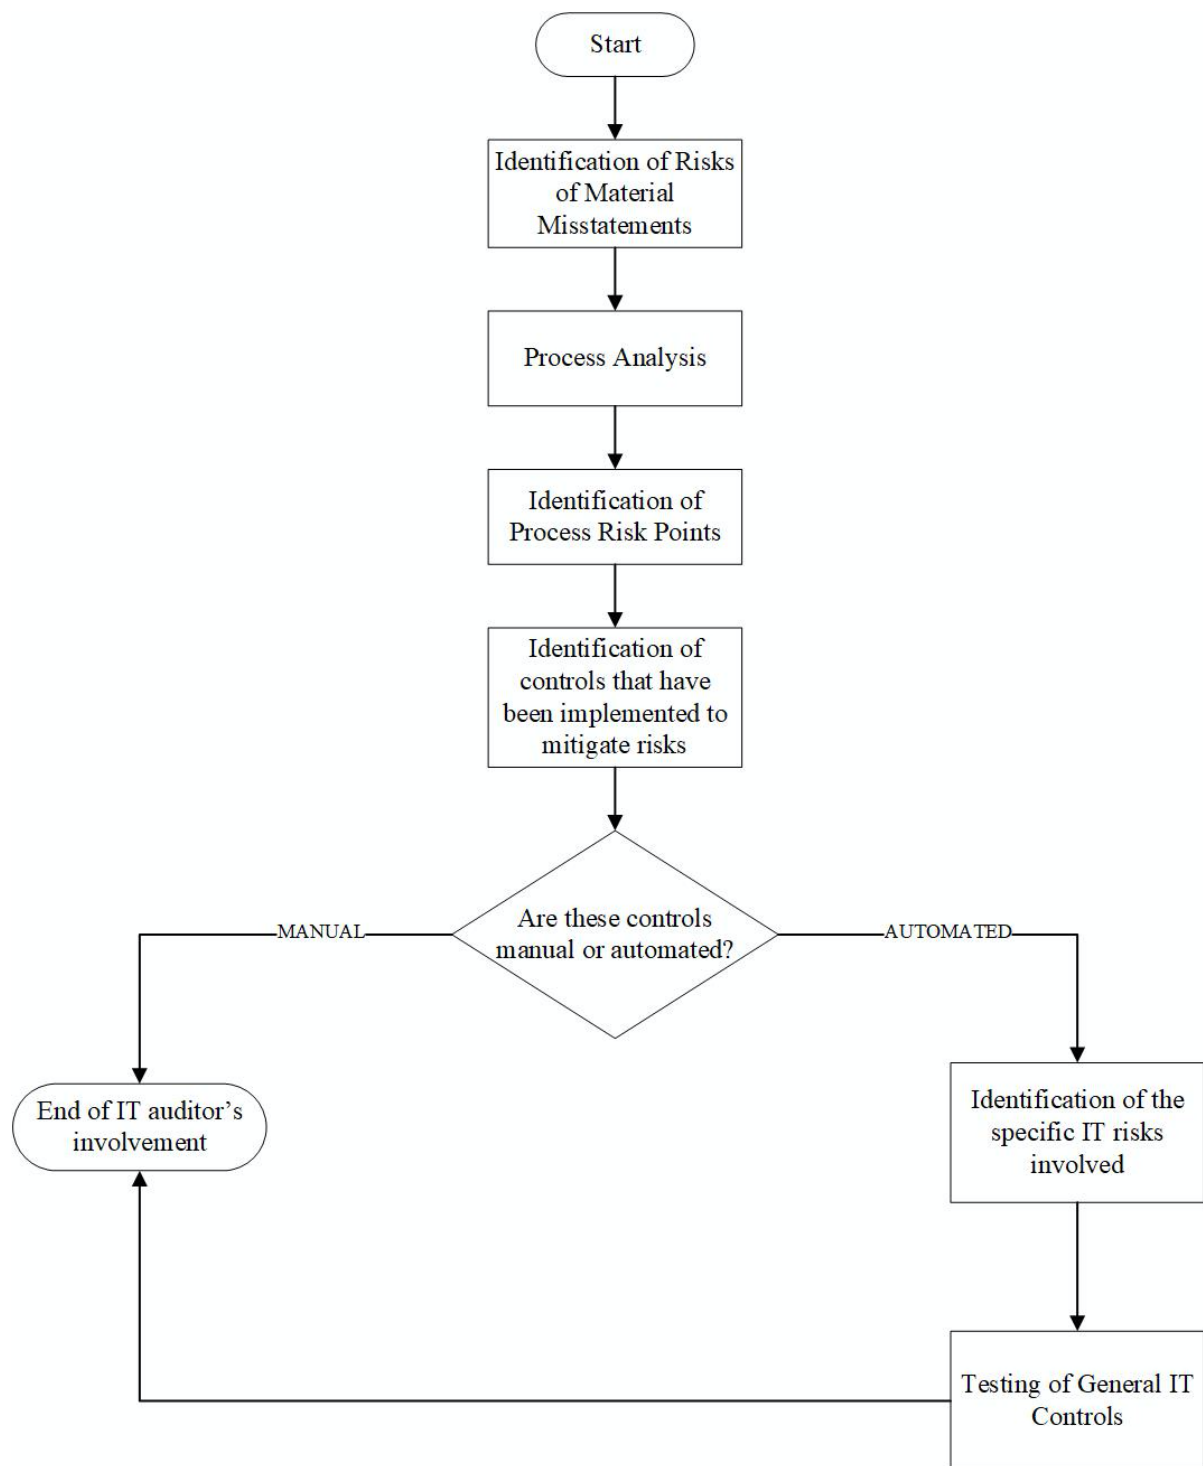 Start
Identification of Risks
of Material
Misstatements
Process Analysis
Identification of
Process Risk Points
Identification of
controls that have
been implemented to
mitigate risks
Are these controls
manual or automated?
MANUAL
AUTOMATED
End of IT auditor’s
involvement
Identification of the
specific IT risks
involved
Testing of General IT
Controls